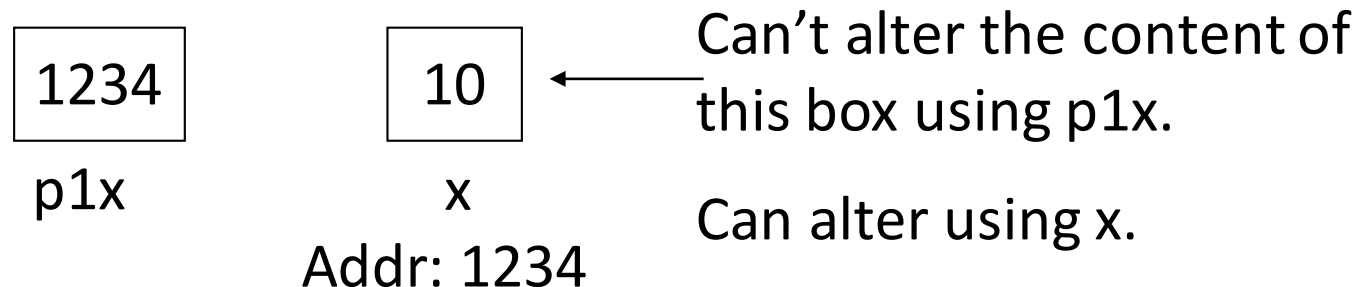 1234
p1x
10
x
Addr: 1234
Can’t alter the content of
this box using p1x.
Can alter using x.